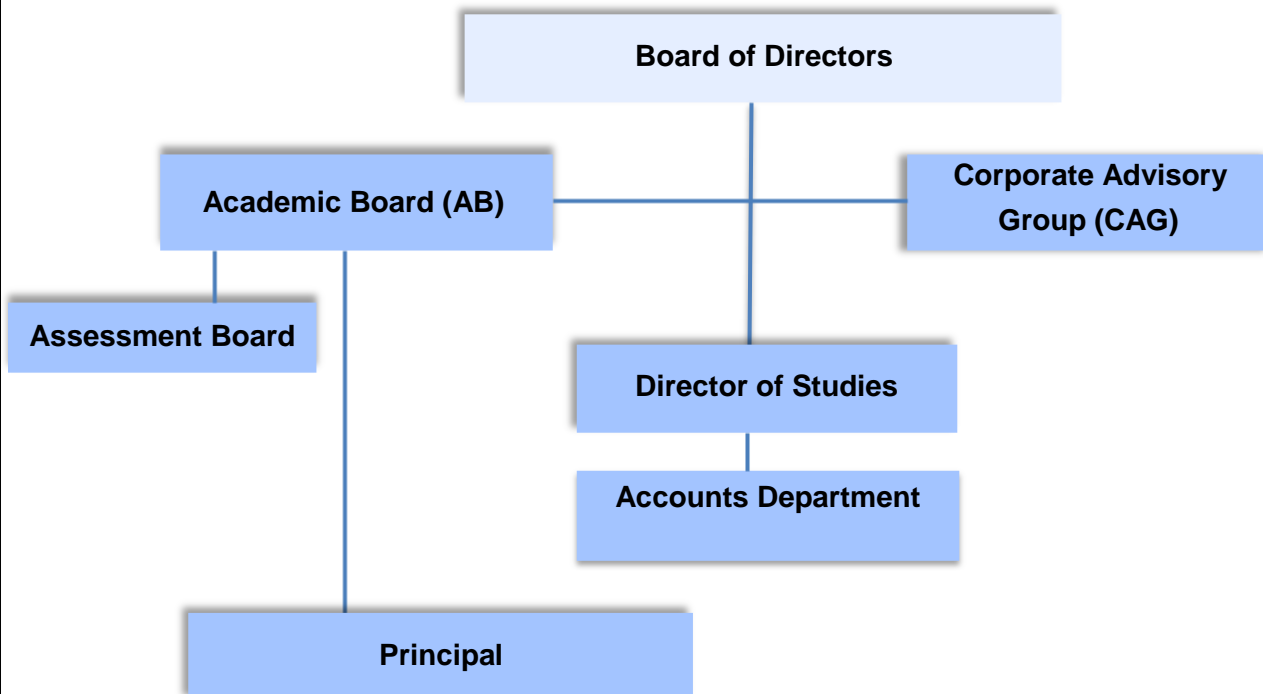 Board of Directors
Academic Board (AB)
Corporate Advisory
Group (CAG)
Assessment Board
Director of Studies
Accounts Department
Principal